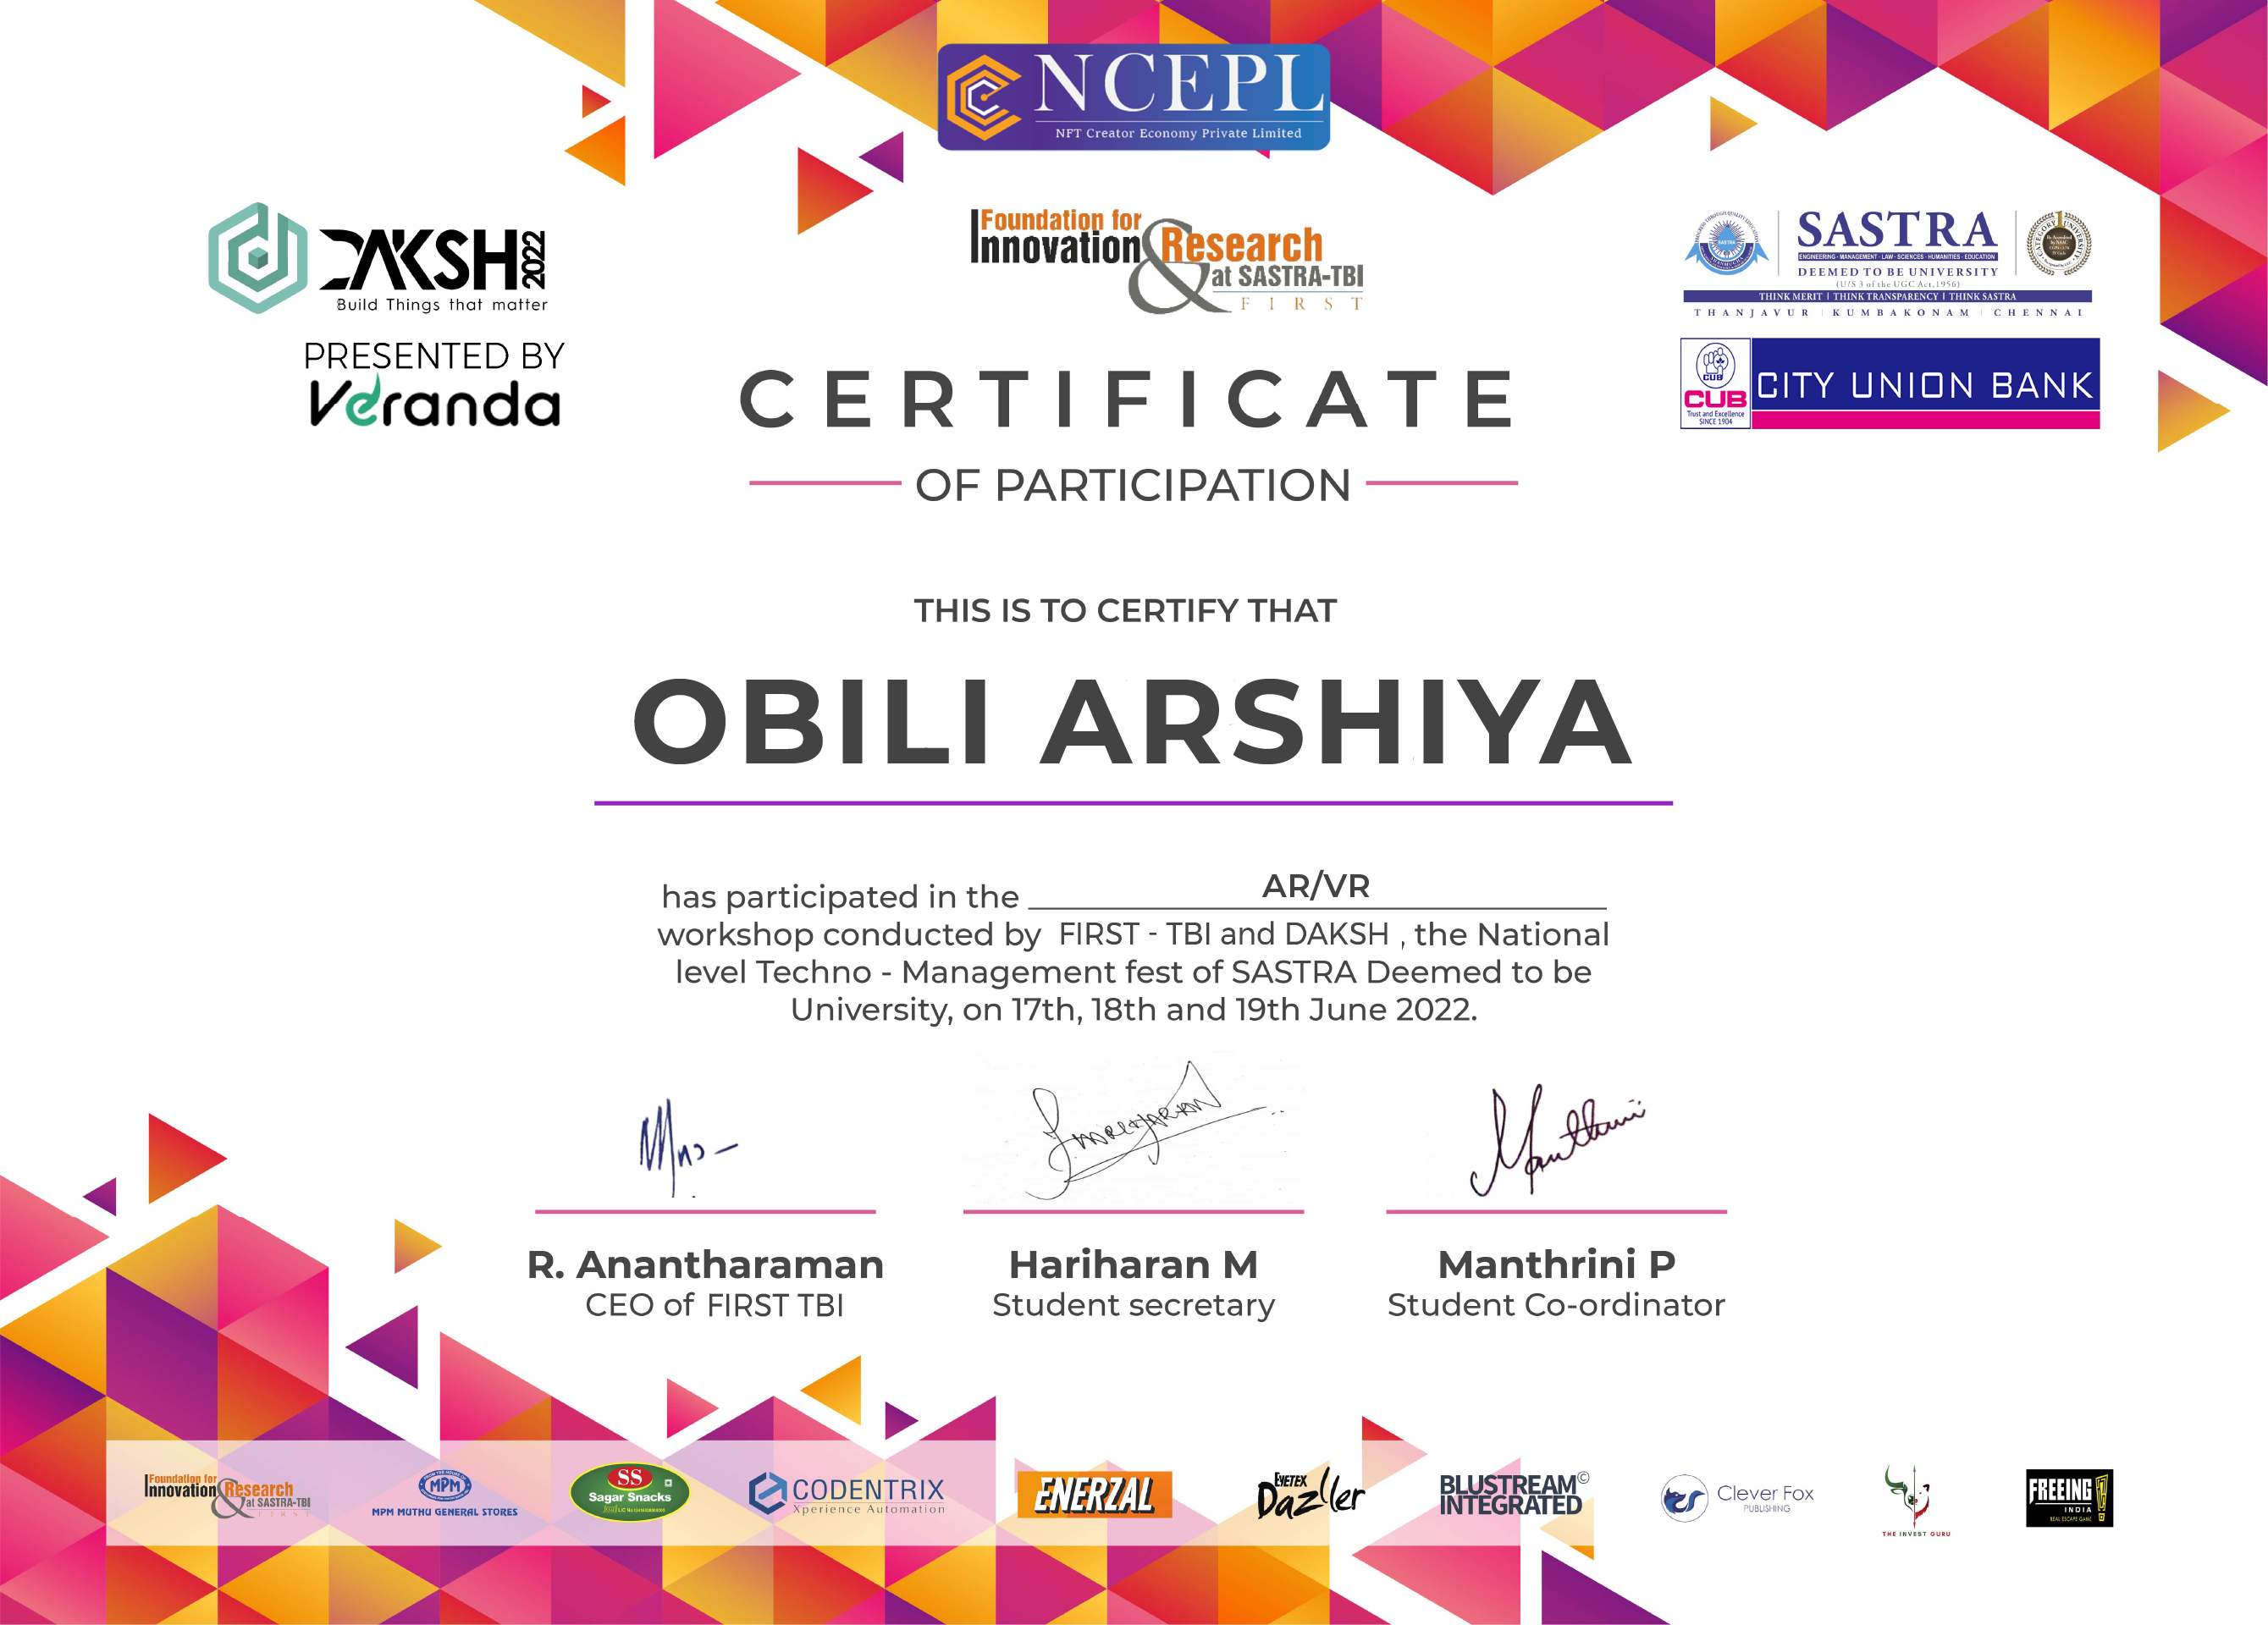 NCEPL
NFT Creator Economy Private Limited
DAKSH 2022
Build Things that matter
PRESENTED BY
Veranda
Foundation for
Innovation & Research
at SASTRA-TBI
FIRST
SASTRA
ENGINEERING · MANAGEMENT · LAW · SCIENCES · HUMANITIES · EDUCATION
DEEMED TO BE UNIVERSITY
(U/S 3 of the UGC Act, 1956)
THINK MERIT | THINK TRANSPARENCY | THINK SASTRA
THANJAVUR | KUMBAKONAM | CHENNAI
CUB
CUB
Trust and Excellence
SINCE 1904
CITY UNION BANK
CERTIFICATE
OF PARTICIPATION
THIS IS TO CERTIFY THAT
OBILI ARSHIYA
has participated in the AR/VR
workshop conducted by FIRST - TBI and DAKSH , the National
level Techno - Management fest of SASTRA Deemed to be
University, on 17th, 18th and 19th June 2022.
R. Anantharaman
CEO of FIRST TBI
Hariharan M
Student secretary
Manthrini P
Student Co-ordinator
Foundation for
Innovation & Research
at SASTRA-TBI
FIRST
MPM
MPM MUTHU GENERAL STORES
SS
Sagar Snacks
CODENTRIX
Xperience Automation
ENERZAL
EYETEX
Dazller
BLUSTREAM©
INTEGRATED
Clever Fox
PUBLISHING
THE INVEST GURU
FREEING
INDIA
REAL ESCAPE GAME